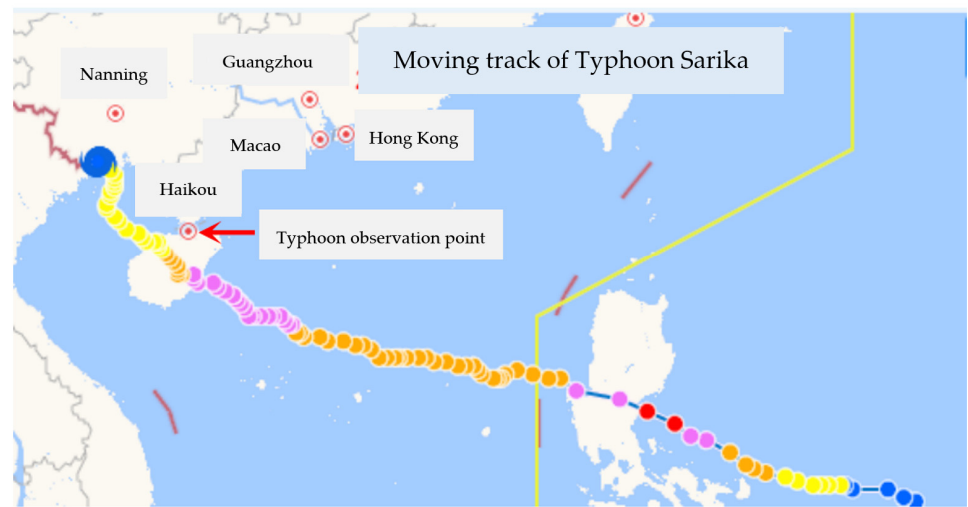 Moving track of Typhoon Sarika
Nanning
Guangzhou
Macao
Hong Kong
Haikou
Typhoon observation point